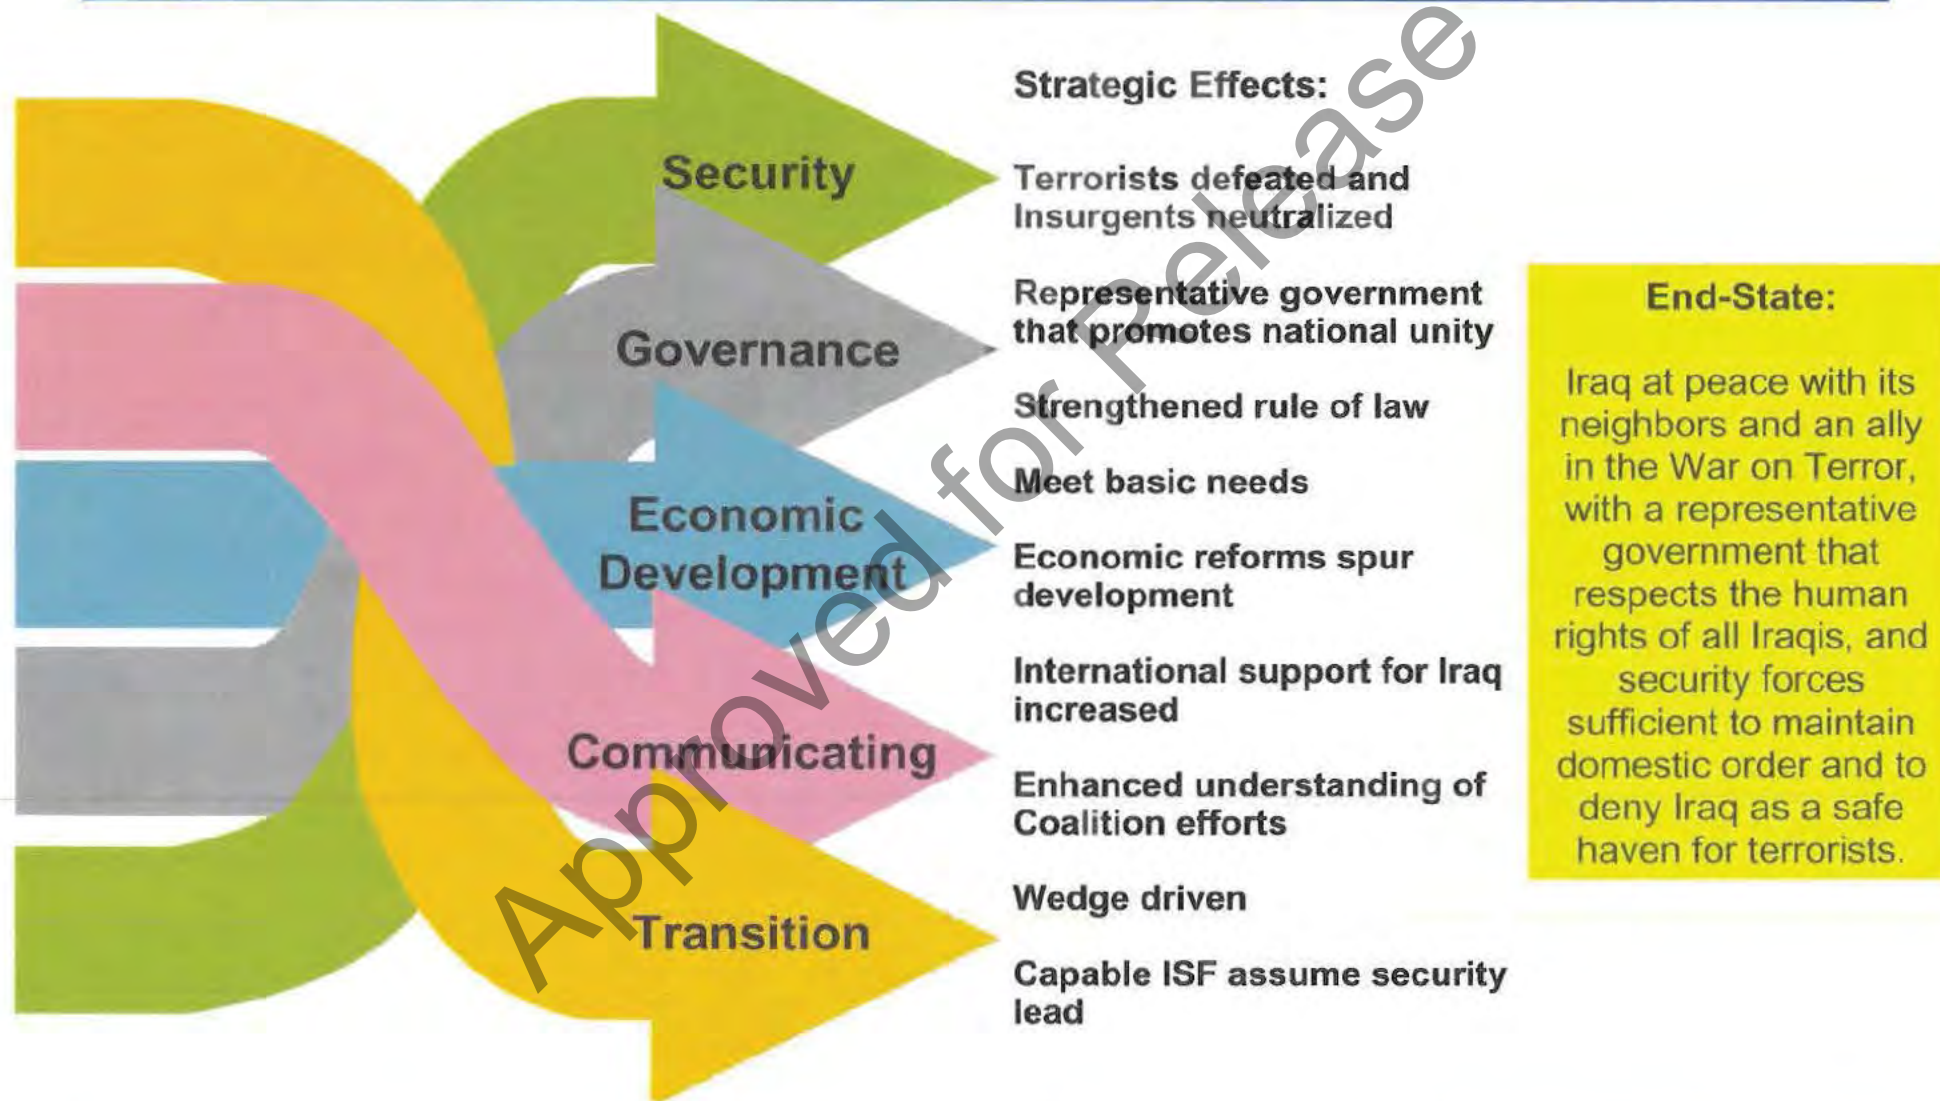 Security
Governance
Economic
Development
Communicating
Transition
Strategic Effects:
Terrorists defeated and
Insurgents neutralized
Representative government
that promotes national unity
Strengthened rule of law
Meet basic needs
Economic reforms spur
development
International support for Iraq
increased
Enhanced understanding of
Coalition efforts
Wedge driven
Capable ISF assume security
lead
End-State:
Iraq at peace with its
neighbors and an ally
in the War on Terror,
with a representative
government that
respects the human
rights of all Iraqis, and
security forces
sufficient to maintain
domestic order and to
deny Iraq as a safe
haven for terrorists.
Approved for Release